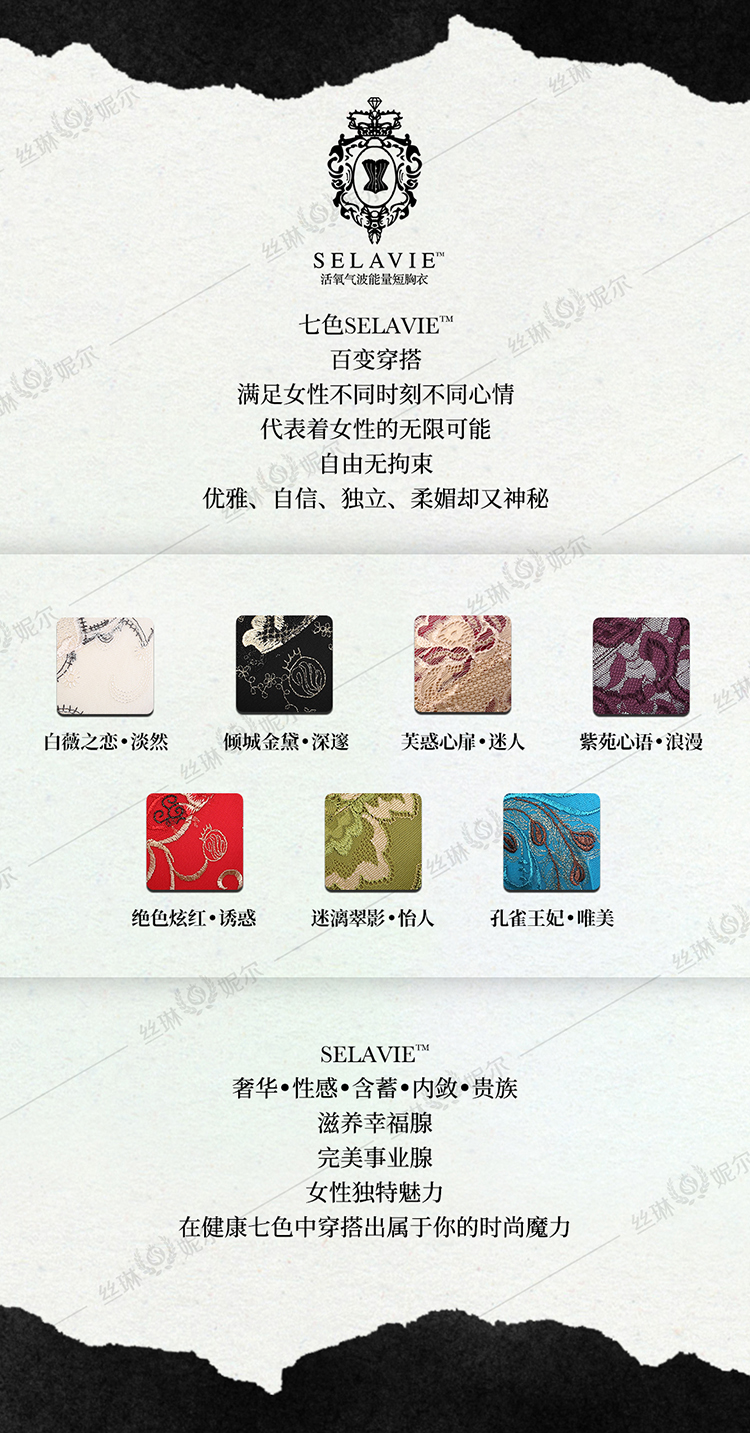 SELAVIE™
活氧气波能量短胸衣
七色SELAVIE™
百变穿搭
满足女性不同时刻不同心情
代表着女性的无限可能
自由无拘束
优雅、自信、独立、柔媚却又神秘
白薇之恋•淡然
倾城金黛•深邃
芙惑心扉•迷人
紫苑心语•浪漫
绝色炫红•诱惑
迷漓翠影•怡人
孔雀王妃•唯美
SELAVIE™
奢华•性感•含蓄•内敛•贵族
滋养幸福腺
完美事业腺
女性独特魅力
在健康七色中穿搭出属于你的时尚魔力
丝琳妮尔